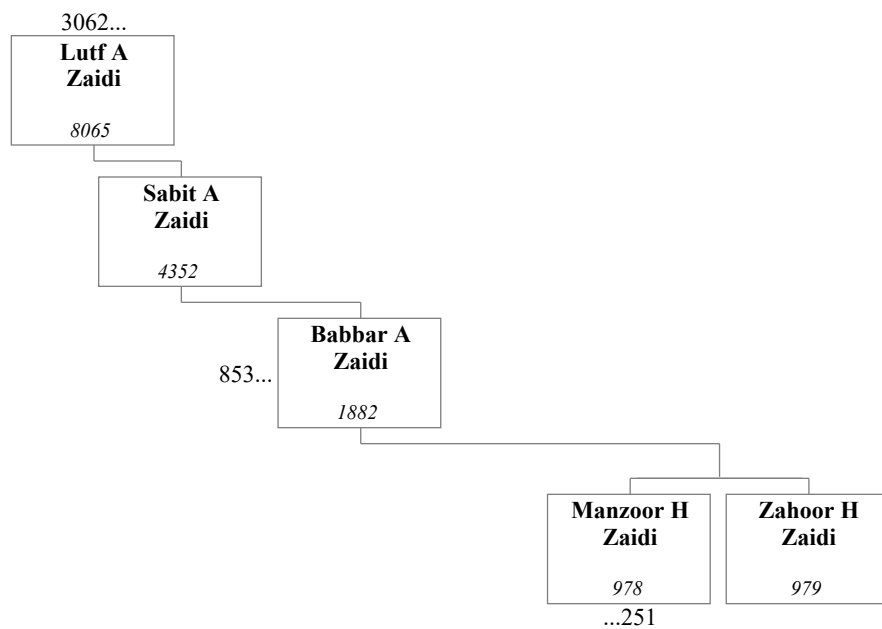 3062...
Lutf A
Zaidi
8065
Sabit A
Zaidi
4352
Babbar A
Zaidi
853...
1882
Manzoor H
Zaidi
978
...251
Zahoor H
Zaidi
979